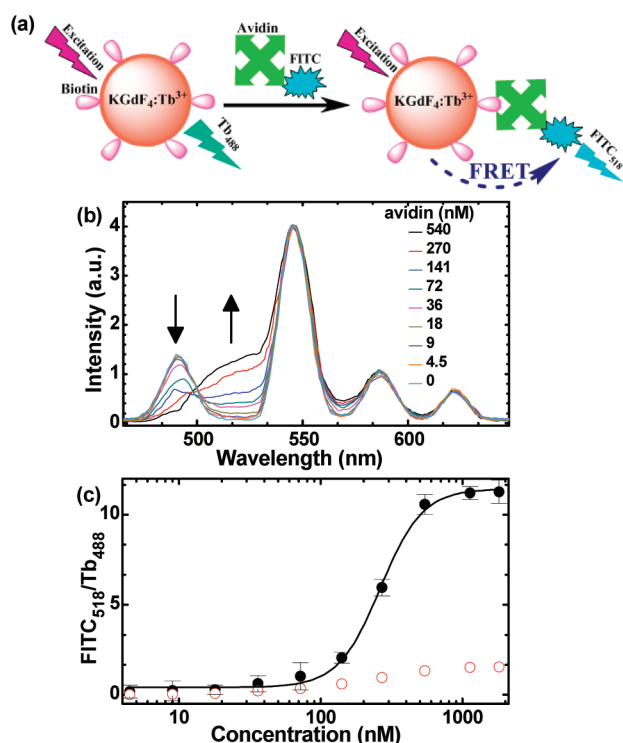 (a)
Excitation
Biotin
KGdF₄:Tb³⁺
Tb₄₈₈
Avidin
FITC
Excitation
KGdF₄:Tb³⁺
FRET
FITC₅₁₈
(b)
Intensity (a.u.)
4
3
2
1
0
avidin (nM)
540
270
141
72
36
18
9
4.5
0
500
550
600
Wavelength (nm)
(c)
FITC₅₁₈/Tb₄₈₈
10
5
0
10
100
1000
Concentration (nM)